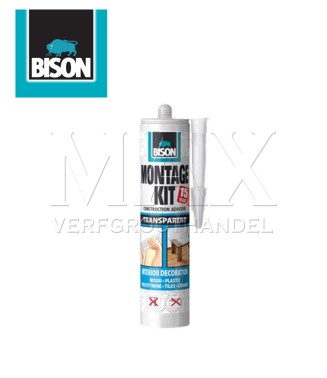 BISON
BISON
MONTAGE
KIT
CONSTRUCTION ADHESIVE
TRANSPARENT
INTERIOR DECORATION
WOOD - PLASTIC
MAX
VERFGROOTHANDEL